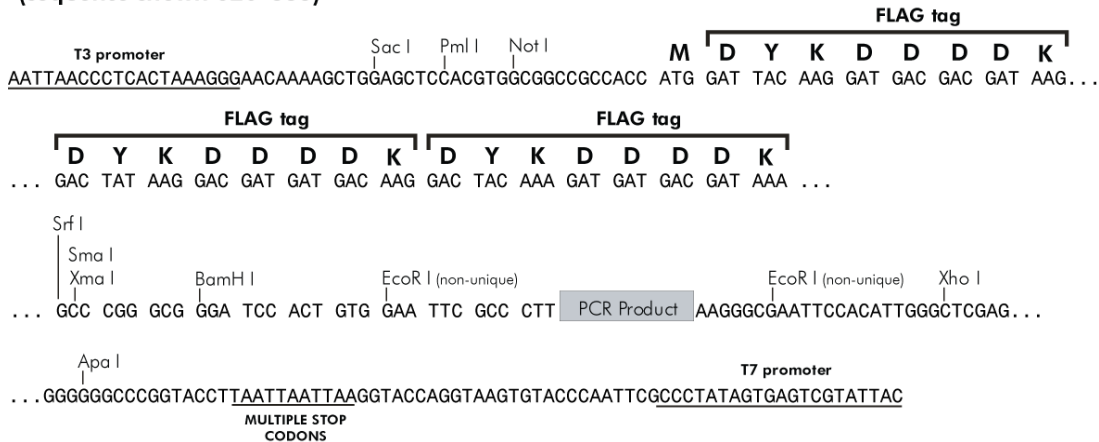 FLAG tag
T3 promoter
Sac I Pml I Not I M D Y K D D D D K
AATTAACCCTCACTAAAGGGAACAAAAGCTGGAGCTCCACGTGGCGGCCGCCACC ATG GAT TAC AAG GAT GAC GAC GAT AAG...
FLAG tag FLAG tag
D Y K D D D D K D Y K D D D D K
... GAC TAT AAG GAC GAT GAT GAC AAG GAC TAC AAA GAT GAT GAC GAT AAA ...
Srf I
Sma I
Xma I BamH I EcoR I (non-unique) EcoR I (non-unique) Xho I
... GCC CGG GCG GGA TCC ACT GTG GAA TTC GCC CTT PCR Product AAGGGCGAATTCCACATTGGGCTCGAG...
Apa I
T7 promoter
...GGGGGGCCCGGTACCTTAATTAATTAAGGTACCAGGTAAGTGTACCCAATTCGCCCTATAGTGAGTCGTATTAC
MULTIPLE STOP
CODONS